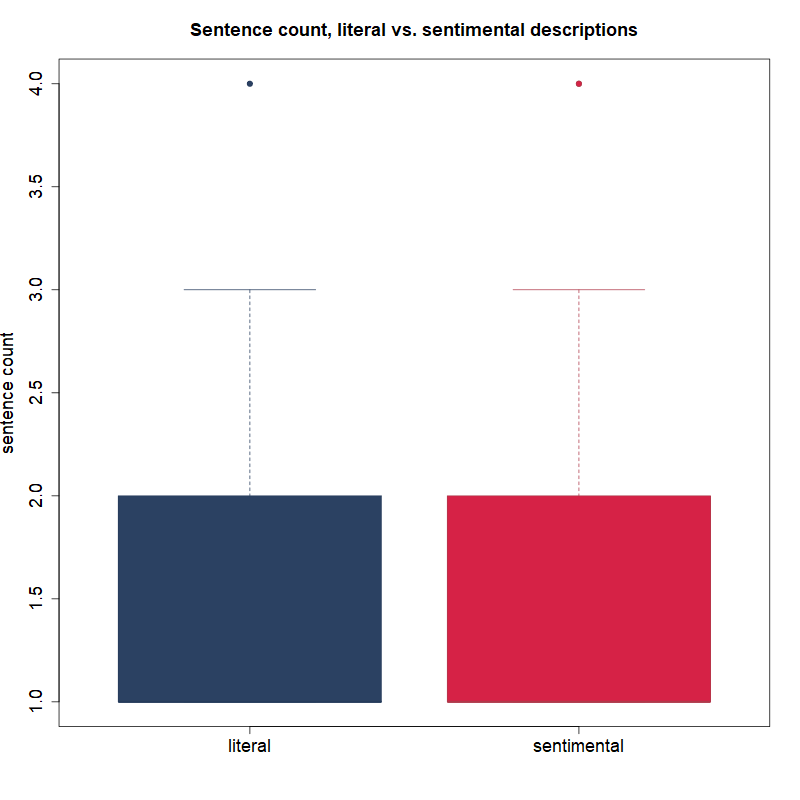 Sentence count, literal vs. sentimental descriptions
sentence count
4.0
3.5
3.0
2.5
2.0
1.5
1.0
literal
sentimental